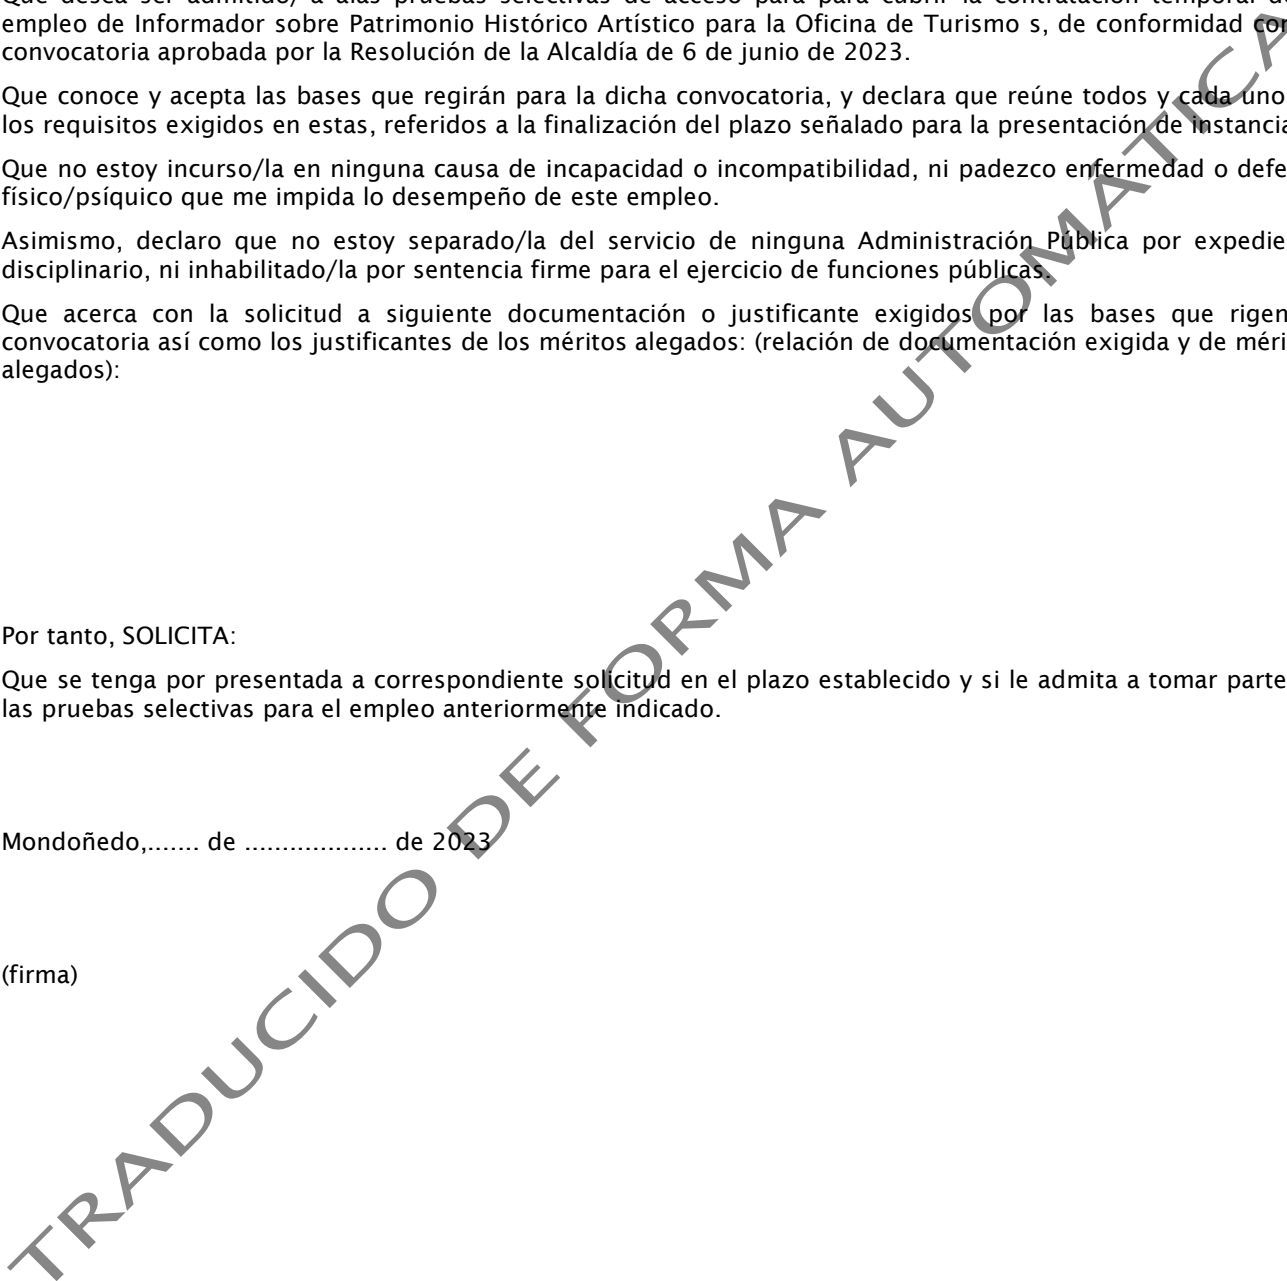 Que desea ser admitido/ a alas pruebas selectivas de acceso para para cubrir la contratación temporal
empleo de Informador sobre Patrimonio Histórico Artístico para la Oficina de Turismo s, de conformidad con
convocatoria aprobada por la Resolución de la Alcaldía de 6 de junio de 2023.
Que conoce y acepta las bases que regirán para la dicha convocatoria, y declara que reúne todos y cada uno
los requisitos exigidos en estas, referidos a la finalización del plazo señalado para la presentación de instancia
Que no estoy incurso/la en ninguna causa de incapacidad o incompatibilidad, ni padezco enfermedad o defe
físico/psíquico que me impida lo desempeño de este empleo.
Asimismo, declaro que no estoy separado/la del servicio de ninguna Administración Pública por expedie
disciplinario, ni inhabilitado/la por sentencia firme para el ejercicio de funciones públicas.
Que acerca con la solicitud a siguiente documentación o justificante exigidos por las bases que rigen
convocatoria así como los justificantes de los méritos alegados: (relación de documentación exigida y de méri
alegados):
Por tanto, SOLICITA:
Que se tenga por presentada a correspondiente solicitud en el plazo establecido y si le admita a tomar parte
las pruebas selectivas para el empleo anteriormente indicado.
Mondoñedo,....... de ................... de 2023
(firma)
TRADUCIDO DE FORMA AUTOMATICA